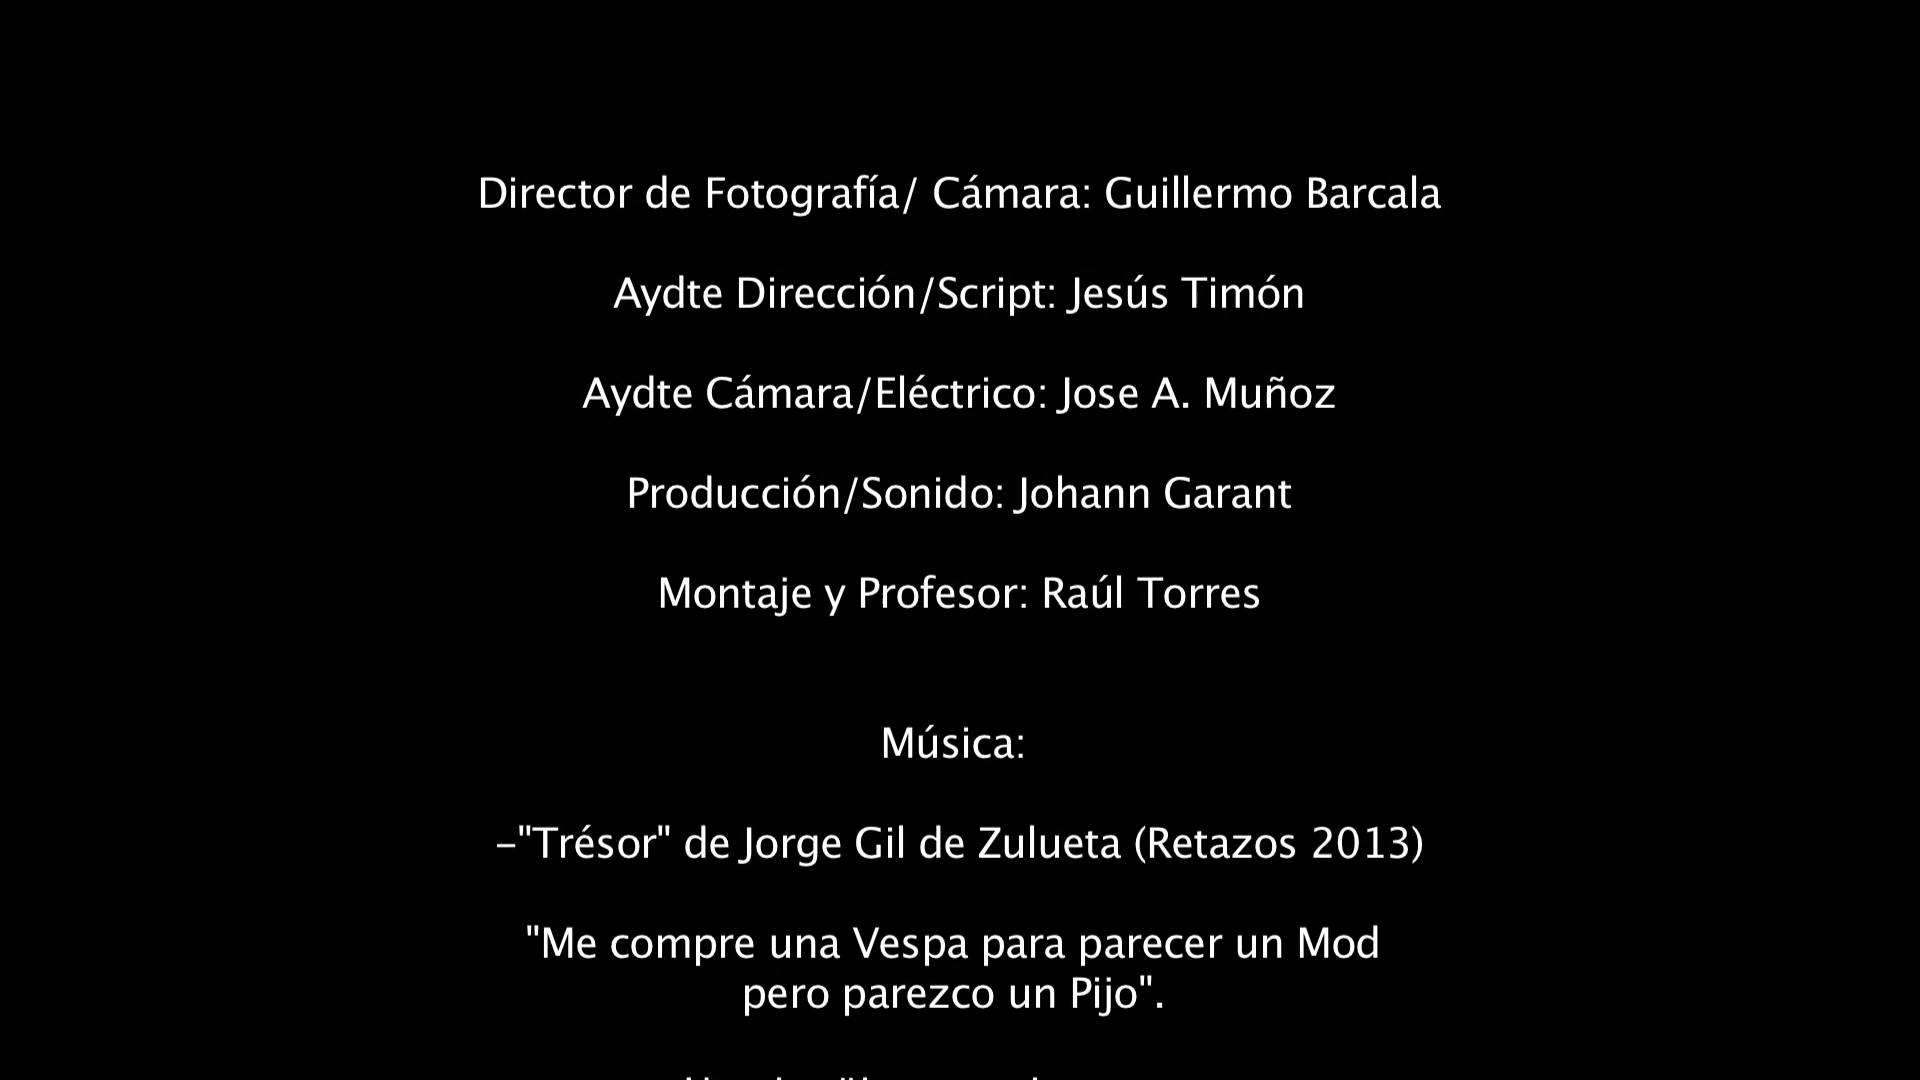 Director de Fotografía/ Cámara: Guillermo Barcala
Aydte Dirección/Script: Jesús Timón
Aydte Cámara/Eléctrico: Jose A. Muñoz
Producción/Sonido: Johann Garant
Montaje y Profesor: Raúl Torres
Música:
-"Trésor" de Jorge Gil de Zulueta (Retazos 2013)
"Me compre una Vespa para parecer un Mod
pero parezco un Pijo".